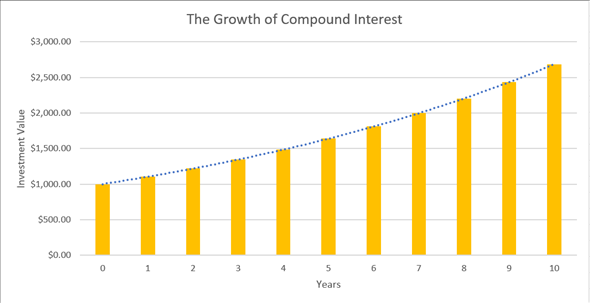 The Growth of Compound Interest
$3,000.00
$2,500.00
$2,000.00
$1,500.00
$1,000.00
$500.00
$0.00
Investment Value
0 1 2 3 4 5 6 7 8 9 10
Years